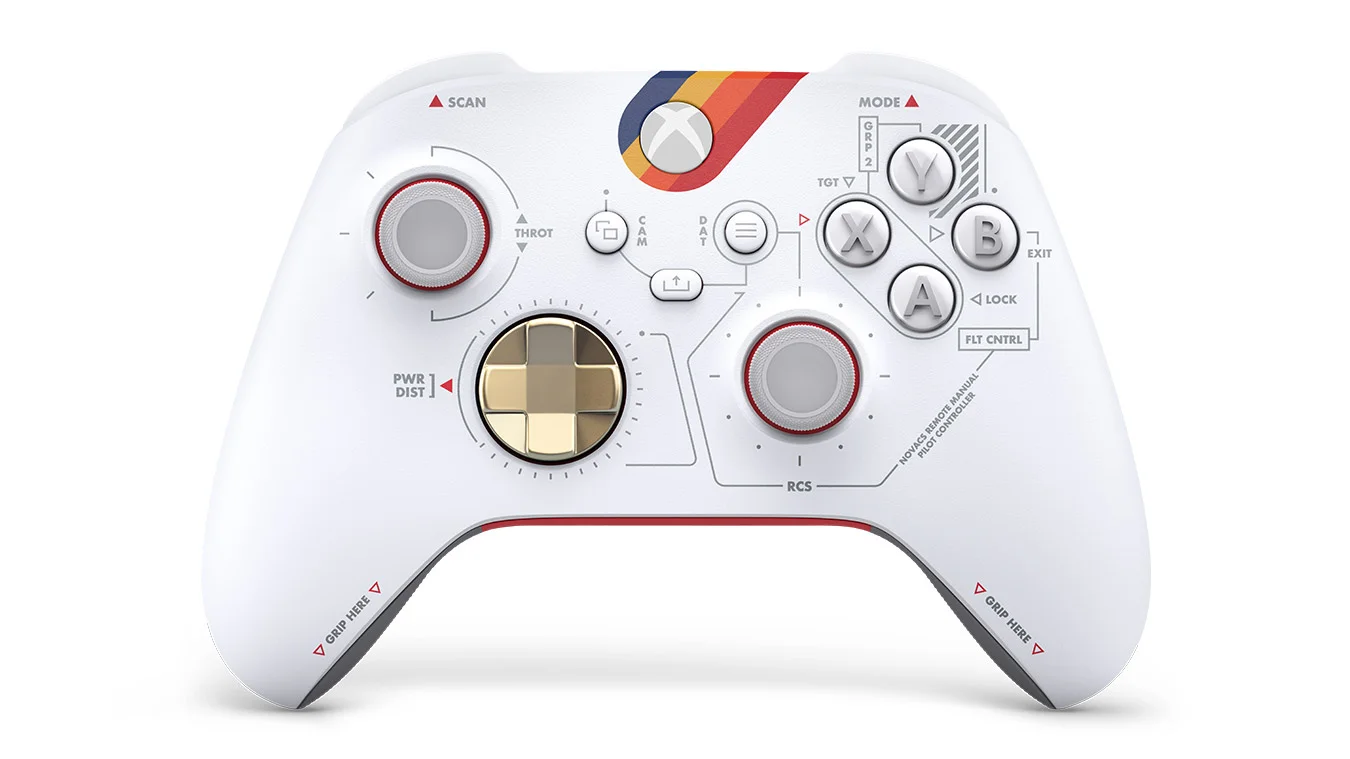 SCAN
MODE
GRP 2
Y
TGT
X
B
THROT
CAM
DAT
EXIT
A
LOCK
FLT CNTRL
PWR
DIST
NOVACS REMOTE MANUAL
PILOT CONTROLLER
RCS
GRIP HERE
GRIP HERE